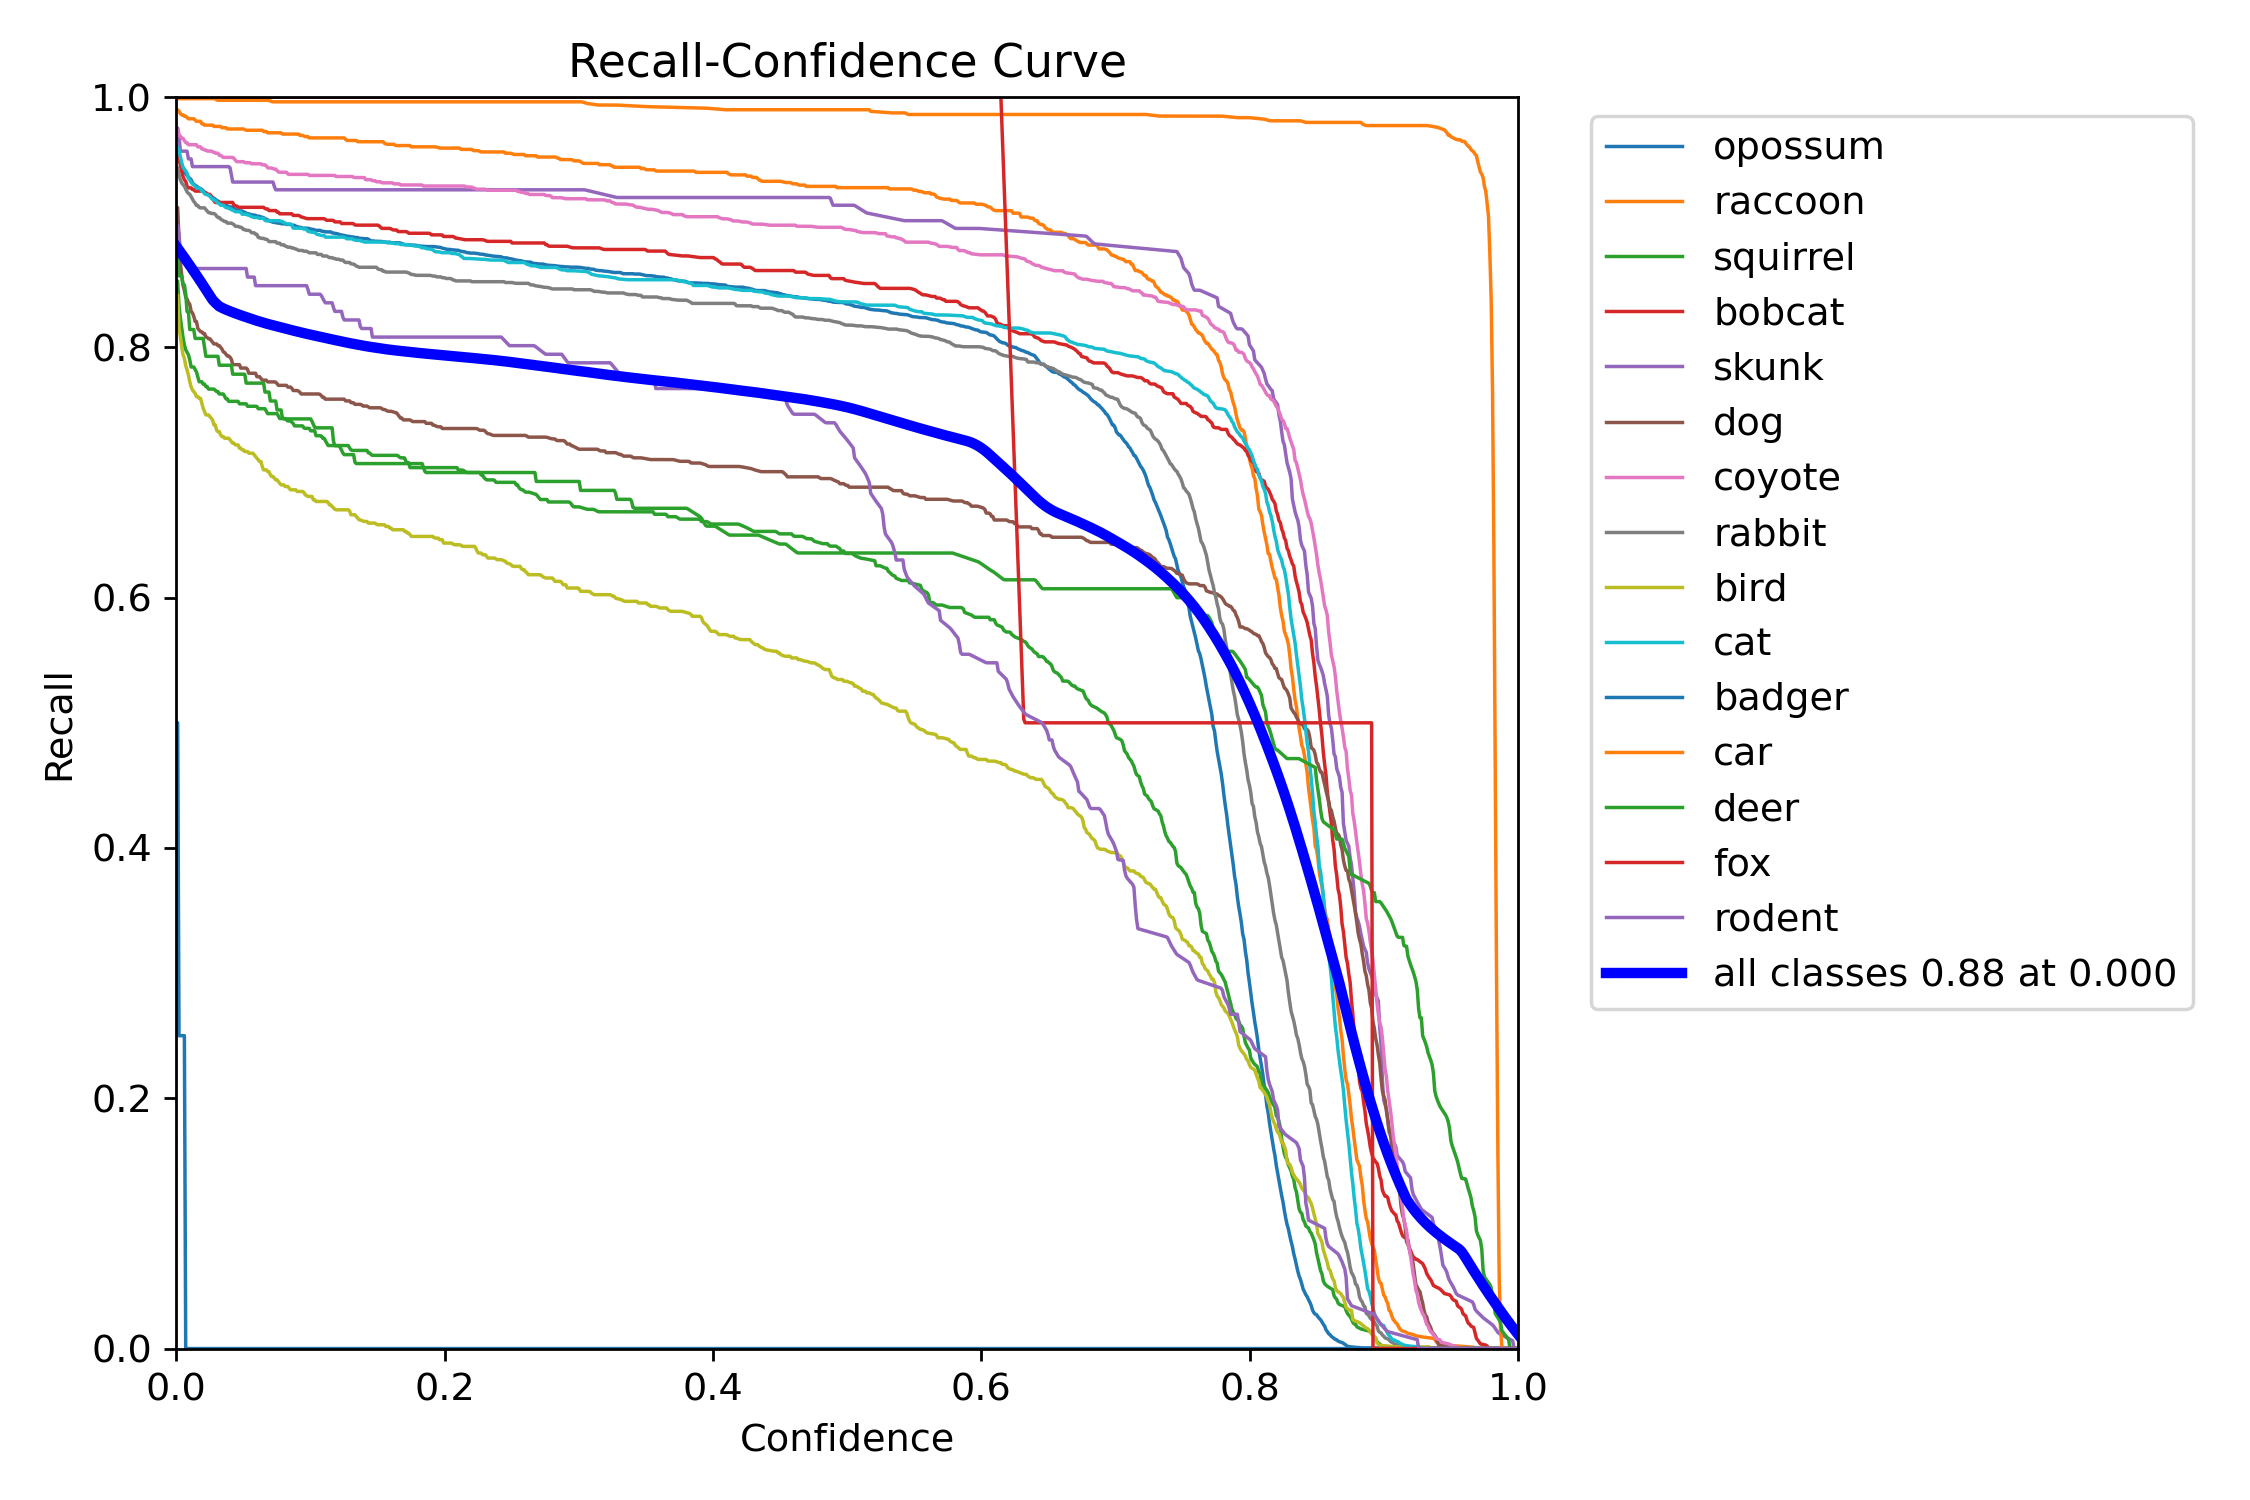 Recall-Confidence Curve
1.0
0.8
0.6
0.4
0.2
0.0
Recall
0.0 0.2 0.4 0.6 0.8 1.0
Confidence
opossum
raccoon
squirrel
bobcat
skunk
dog
coyote
rabbit
bird
cat
badger
car
deer
fox
rodent
all classes 0.88 at 0.000